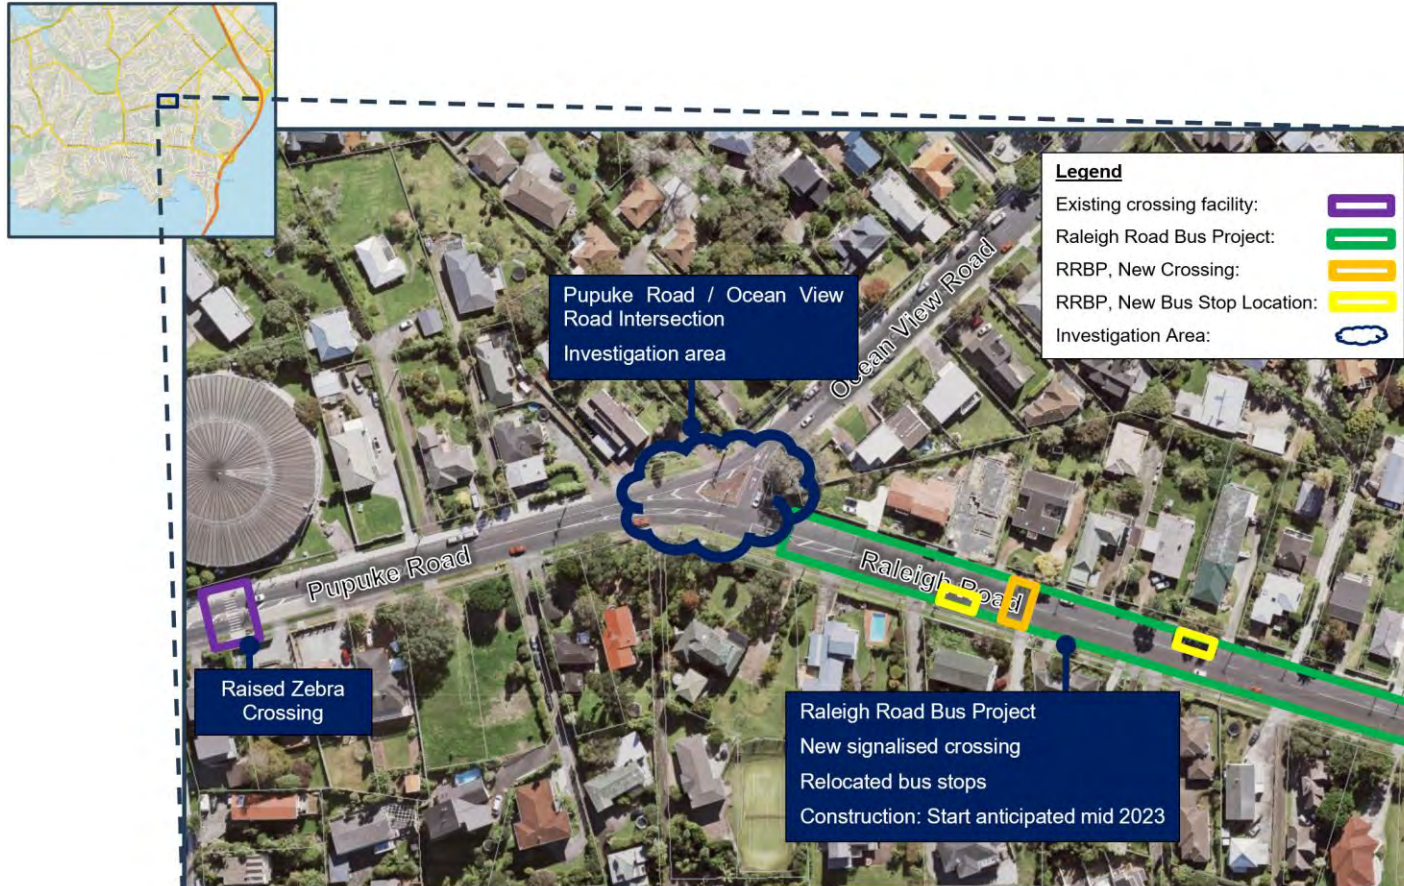 Legend
Existing crossing facility:
Raleigh Road Bus Project:
RRBP, New Crossing:
RRBP, New Bus Stop Location:
Investigation Area:
Pupuke Road / Ocean View
Road Intersection
Investigation area
Ocean View Road
Pupuke Road
Raleigh Road
Raised Zebra
Crossing
Raleigh Road Bus Project
New signalised crossing
Relocated bus stops
Construction: Start anticipated mid 2023